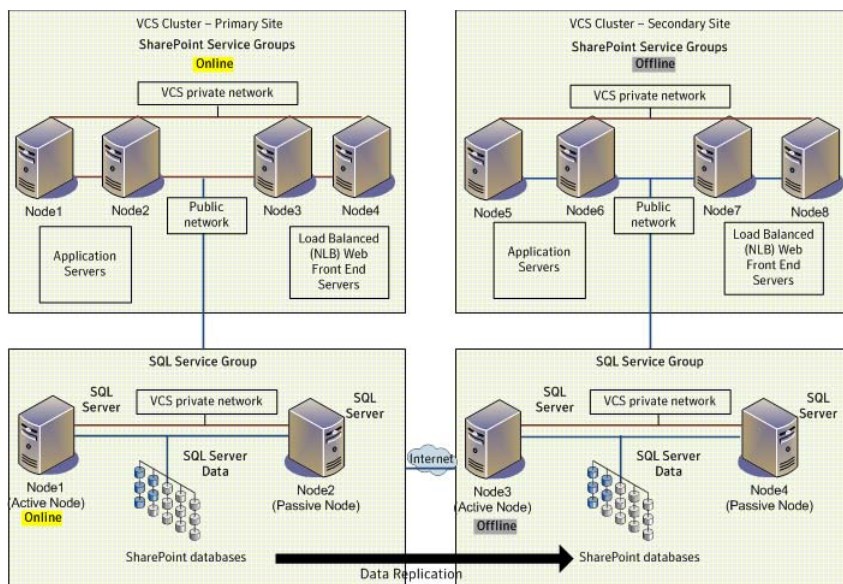 VCS Cluster – Primary Site
SharePoint Service Groups
Online
VCS private network
Node1
Node2
Public
network
Node3
Node4
Application
Servers
Load Balanced
(NLB) Web
Front End
Servers
VCS Cluster – Secondary Site
SharePoint Service Groups
Offline
VCS private network
Node5
Node6
Public
network
Node7
Node8
Application
Servers
Load Balanced
(NLB) Web
Front End
Servers
SQL Service Group
SQL
Server
VCS private network
SQL
Server
SQL Server
Data
Node1
(Active Node)
Online
Node2
(Passive Node)
SharePoint databases
Internet
SQL Service Group
SQL
Server
VCS private network
SQL
Server
SQL Server
Data
Node3
(Active Node)
Offline
Node4
(Passive Node)
SharePoint databases
Data Replication